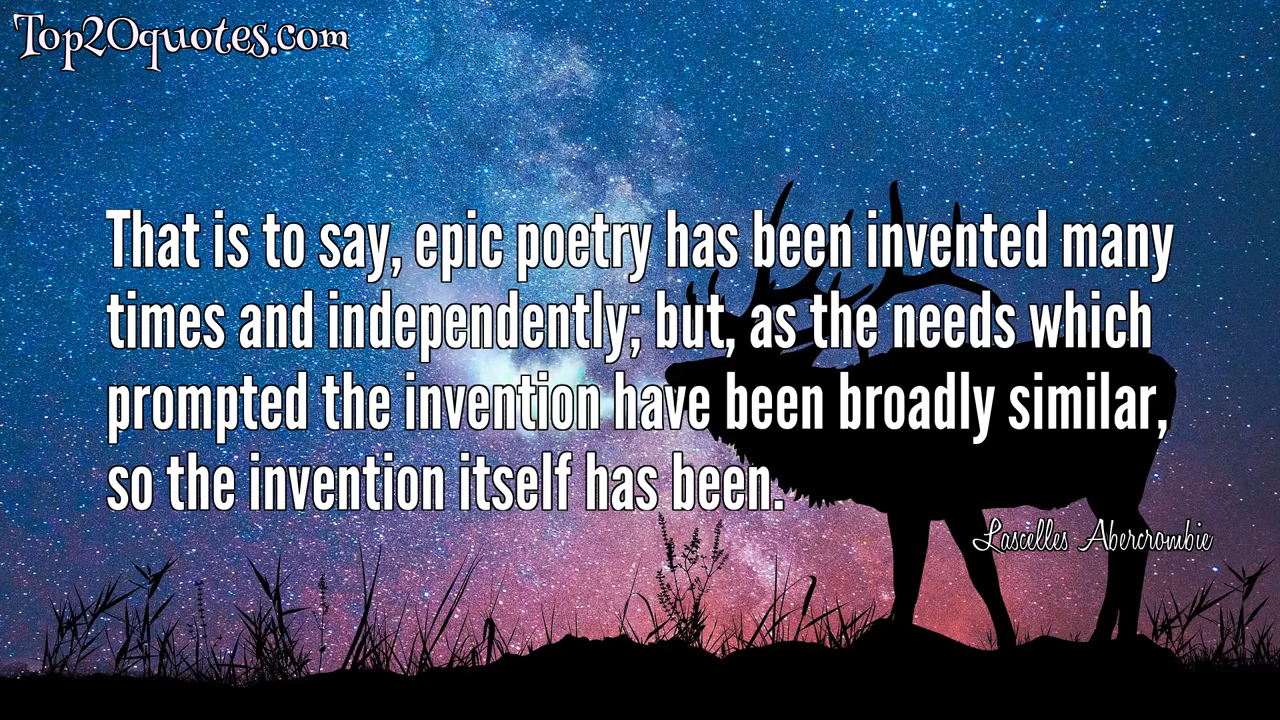 Top20quotes.com
That is to say, epic poetry has been invented many
times and independently; but, as the needs which
prompted the invention have been broadly similar,
so the invention itself has been.
Lascelles Abercrombie